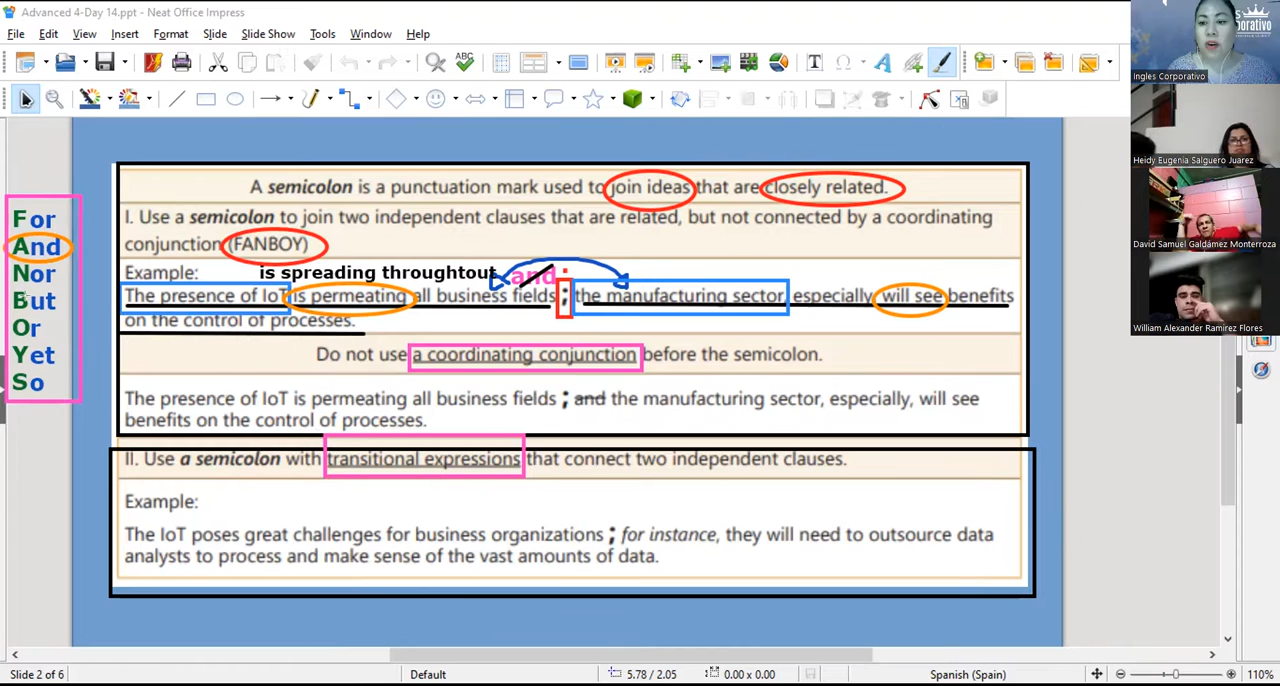 Advanced 4-Day 14.ppt - Neat Office Impress
File Edit View Insert Format Slide Slide Show Tools Window Help
ABC
T Ω A
orporativo
Ingles Corporativo
Heidy Eugenia Salguero Juarez
David Samuel Galdámez Monterroza
William Alexander Ramirez Flores
For
And
Nor
But
Or
Yet
So
A semicolon is a punctuation mark used to join ideas that are closely related.
I. Use a semicolon to join two independent clauses that are related, but not connected by a coordinating
conjunction (FANBOY)
Example: is spreading throughtout and :
The presence of IoT is permeating all business fields ; the manufacturing sector, especially, will see benefits
on the control of processes.
Do not use a coordinating conjunction before the semicolon.
The presence of IoT is permeating all business fields ; and the manufacturing sector, especially, will see
benefits on the control of processes.
II. Use a semicolon with transitional expressions that connect two independent clauses.
Example:
The IoT poses great challenges for business organizations ; for instance, they will need to outsource data
analysts to process and make sense of the vast amounts of data.
Slide 2 of 6 Default 5.78 / 2.05 0.00 x 0.00 Spanish (Spain) 110%